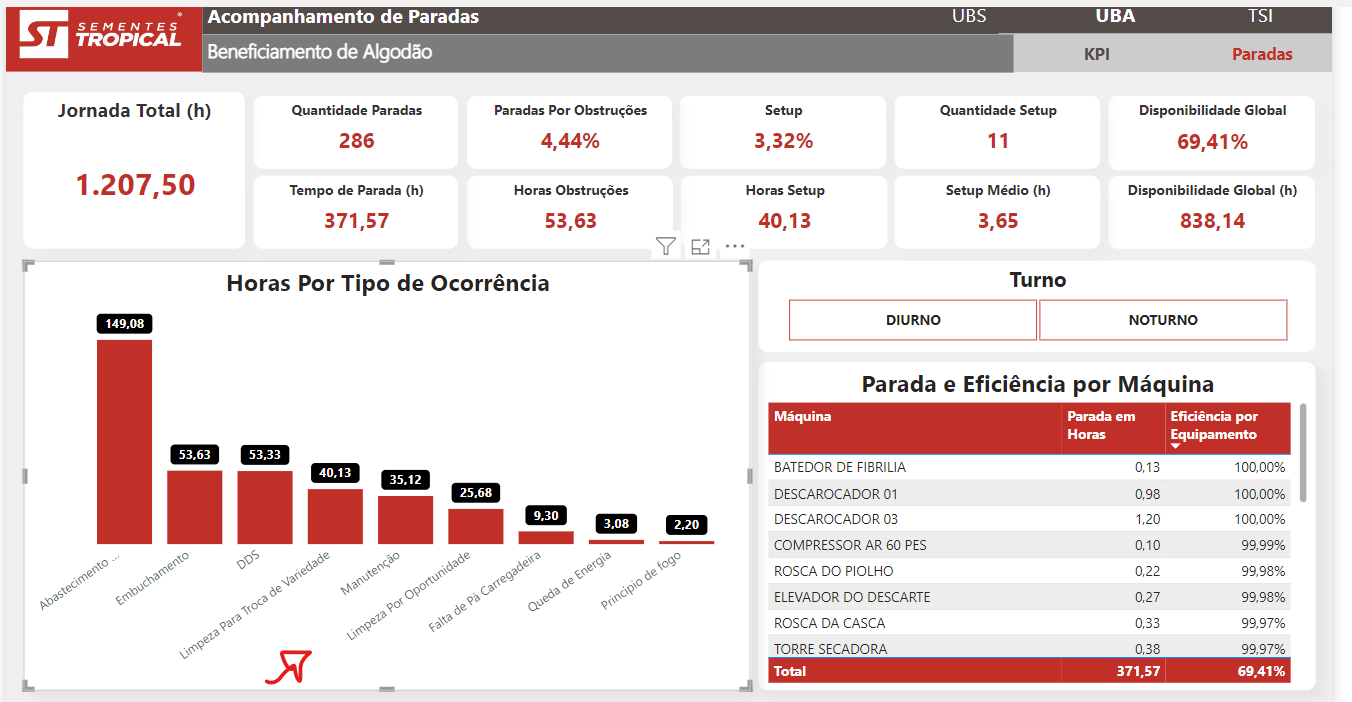 ST SEMENTES TROPICAL®
Acompanhamento de Paradas
UBS UBA TSI
Beneficiamento de Algodão
KPI Paradas
Jornada Total (h)
1.207,50
Quantidade Paradas
286
Paradas Por Obstruções
4,44%
Setup
3,32%
Quantidade Setup
11
Disponibilidade Global
69,41%
Tempo de Parada (h)
371,57
Horas Obstruções
53,63
Horas Setup
40,13
Setup Médio (h)
3,65
Disponibilidade Global (h)
838,14
Horas Por Tipo de Ocorrência
149,08
53,63
53,33
40,13
35,12
25,68
9,30
3,08
2,20
Abastecimento ...
Embuchamento
DDS
Limpeza Para Troca de Variedade
Manutenção
Limpeza Por Oportunidade
Falta de Pá Carregadeira
Queda de Energia
Princípio de fogo
Turno
DIURNO NOTURNO
Parada e Eficiência por Máquina
Máquina Parada em Horas Eficiência por Equipamento
BATEDOR DE FIBRILIA 0,13 100,00%
DESCAROCADOR 01 0,98 100,00%
DESCAROCADOR 03 1,20 100,00%
COMPRESSOR AR 60 PES 0,10 99,99%
ROSCA DO PIOLHO 0,22 99,98%
ELEVADOR DO DESCARTE 0,27 99,98%
ROSCA DA CASCA 0,33 99,97%
TORRE SECADORA 0,38 99,97%
Total 371,57 69,41%